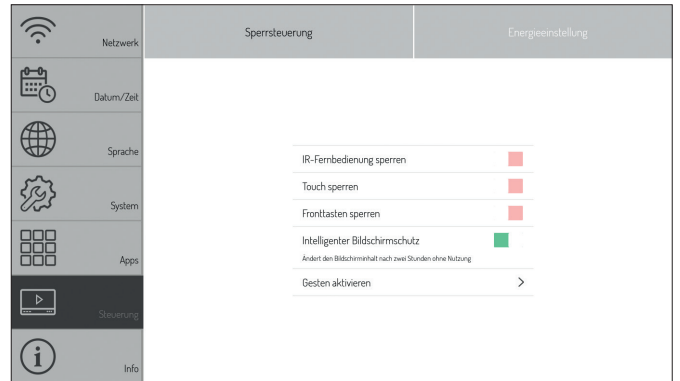 Netzwerk
Datum/Zeit
Sprache
System
Apps
Steuerung
Info
Sperrsteuerung
Energieeinstellung
IR-Fernbedienung sperren
Touch sperren
Fronttasten sperren
Intelligenter Bildschirmschutz
Ändert den Bildschirminhalt nach zwei Stunden ohne Nutzung
Gesten aktivieren